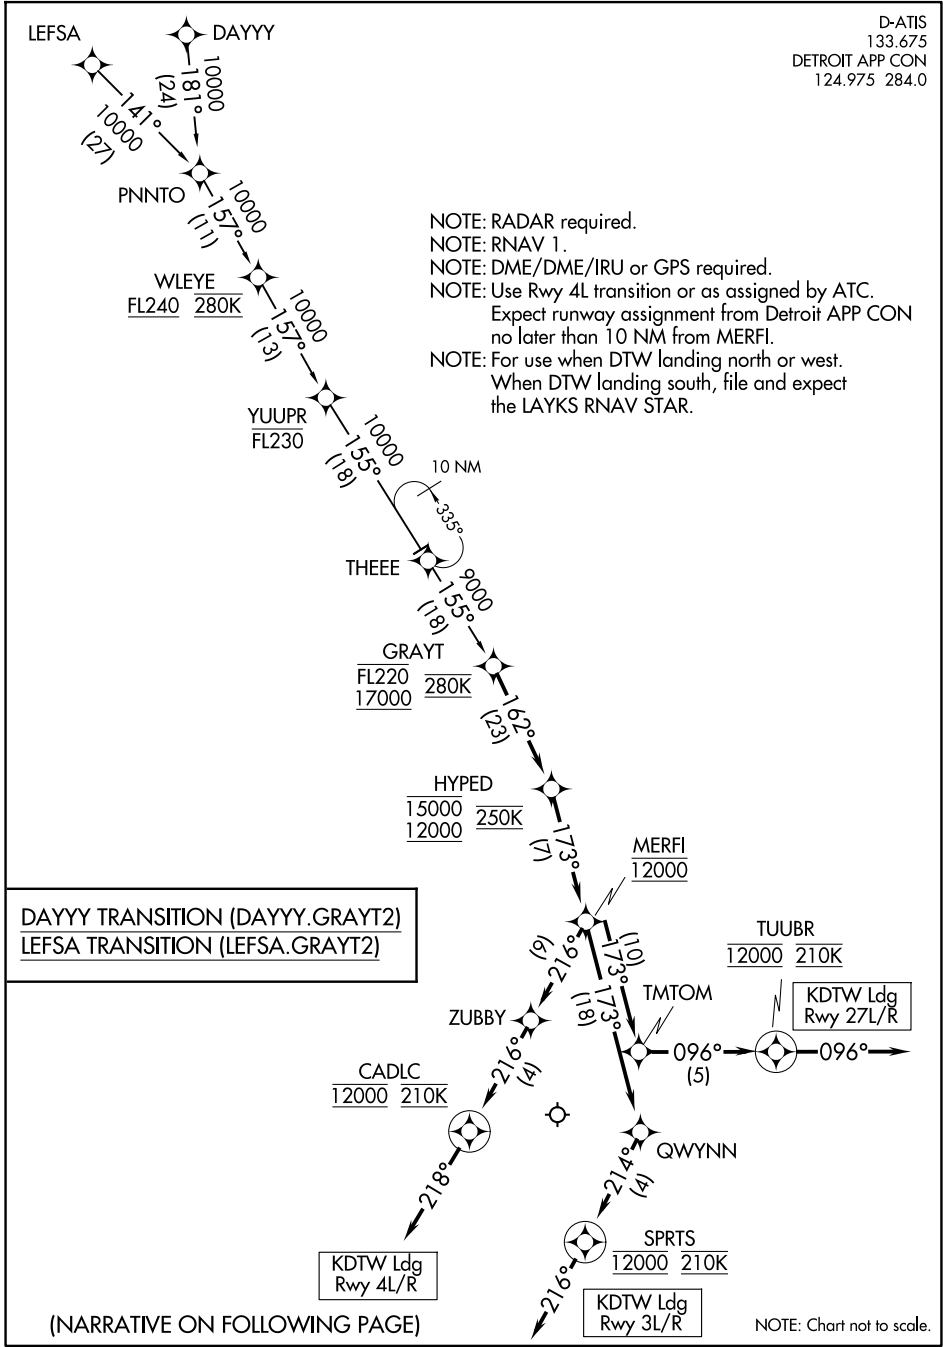 D-ATIS
133.675
DETROIT APP CON
124.975 284.0
LEFSA
DAYYY
10000
181°
(24)
141°
10000
(27)
PNNTO
10000
157°
(11)
WLEYE
FL240 280K
10000
157°
(13)
NOTE: RADAR required.
NOTE: RNAV 1.
NOTE: DME/DME/IRU or GPS required.
NOTE: Use Rwy 4L transition or as assigned by ATC.
Expect runway assignment from Detroit APP CON
no later than 10 NM from MERFI.
NOTE: For use when DTW landing north or west.
When DTW landing south, file and expect
the LAYKS RNAV STAR.
YUUPR
FL230
10000
155°
(18)
10 NM
335°
THEEE
9000
155°
(18)
GRAYT
FL220
17000
280K
162°
(23)
HYPED
15000
12000
250K
173°
(7)
MERFI
12000
DAYYY TRANSITION (DAYYY.GRAYT2)
LEFSA TRANSITION (LEFSA.GRAYT2)
(9)
216°
(10)
173°
173°
(18)
TUUBR
12000 210K
TMTOM
KDTW Ldg
Rwy 27L/R
096°
(5)
096°
ZUBBY
216°
(4)
CADLC
12000 210K
218°
QWYNN
214°
(4)
SPRTS
12000 210K
216°
KDTW Ldg
Rwy 4L/R
KDTW Ldg
Rwy 3L/R
(NARRATIVE ON FOLLOWING PAGE)
NOTE: Chart not to scale.